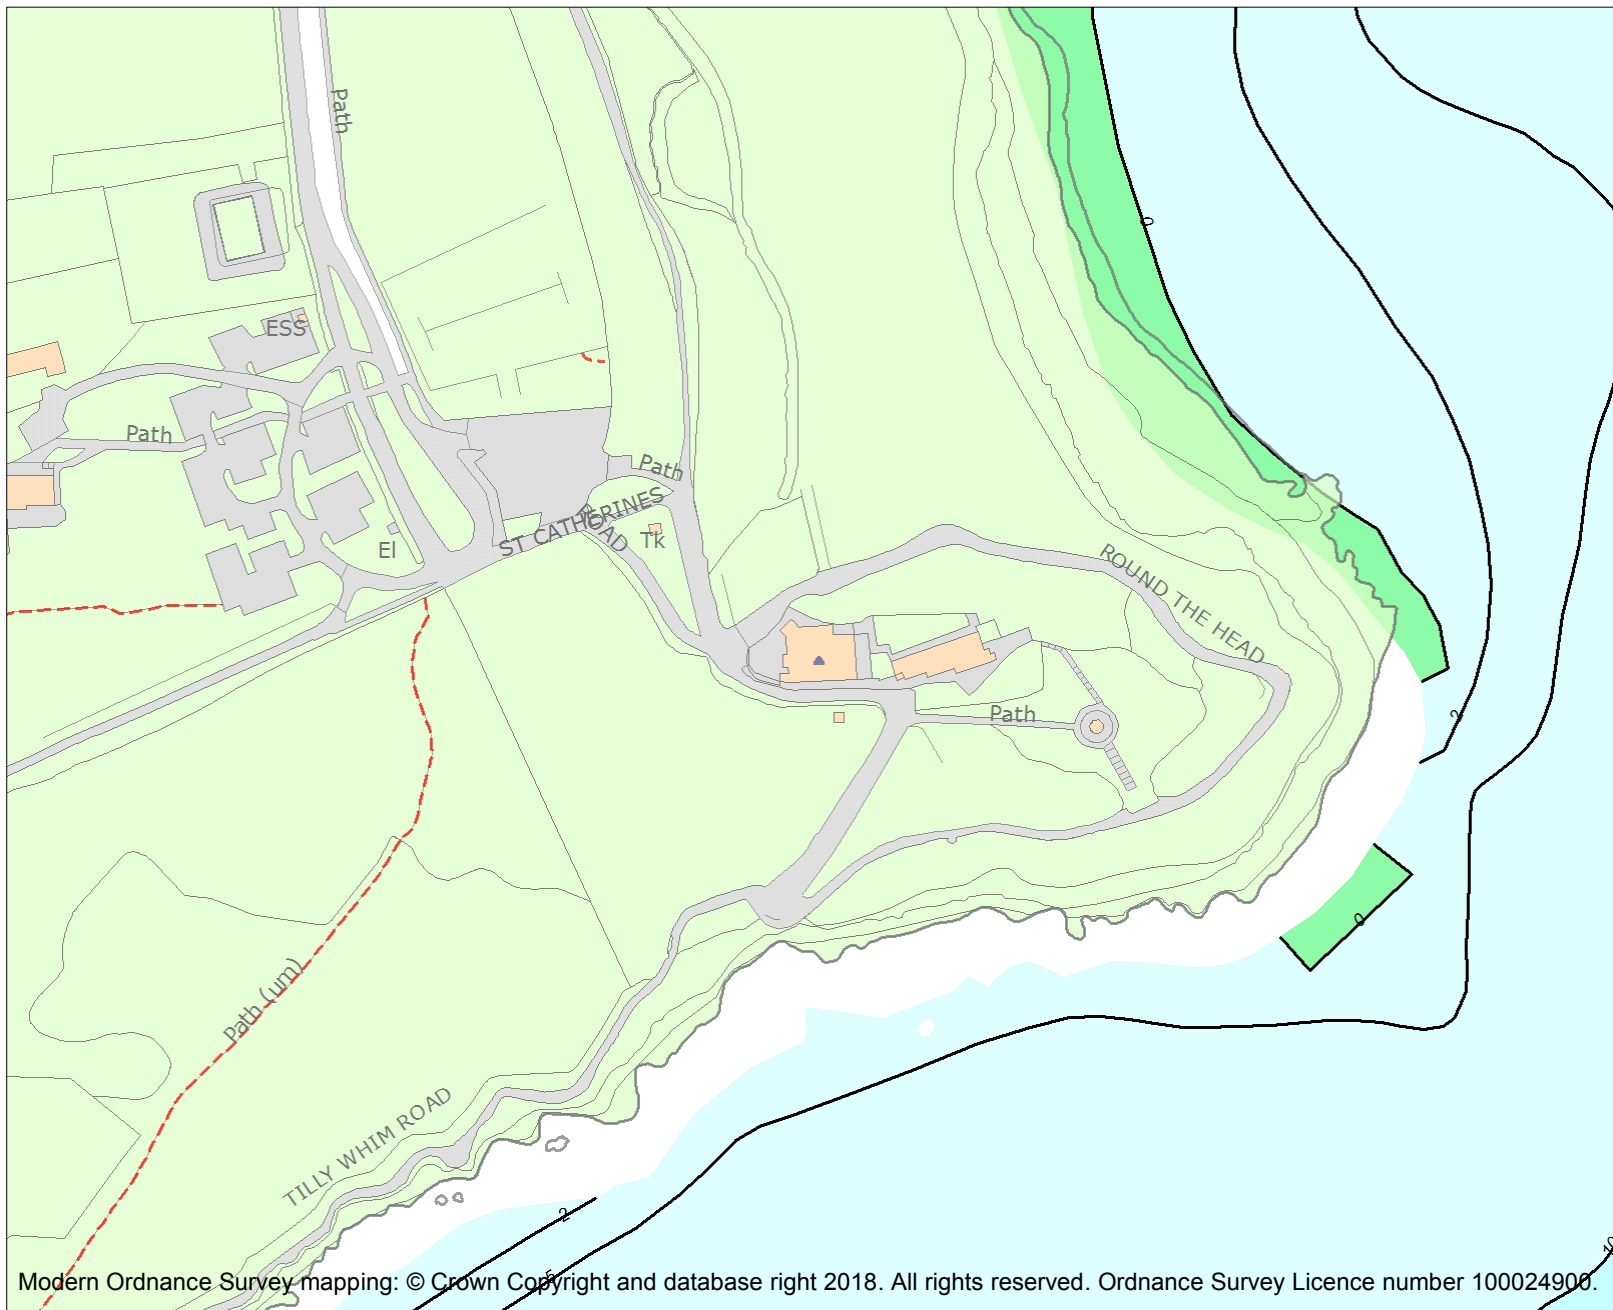 Path
0
ESS
Path
Path
ST CATHERINES
ROAD
Tk
El
ROUND THE HEAD
Path
2
0
Path (um)
TILLY WHIM ROAD
2
10
5
Modern Ordnance Survey mapping: © Crown Copyright and database right 2018. All rights reserved. Ordnance Survey Licence number 100024900.